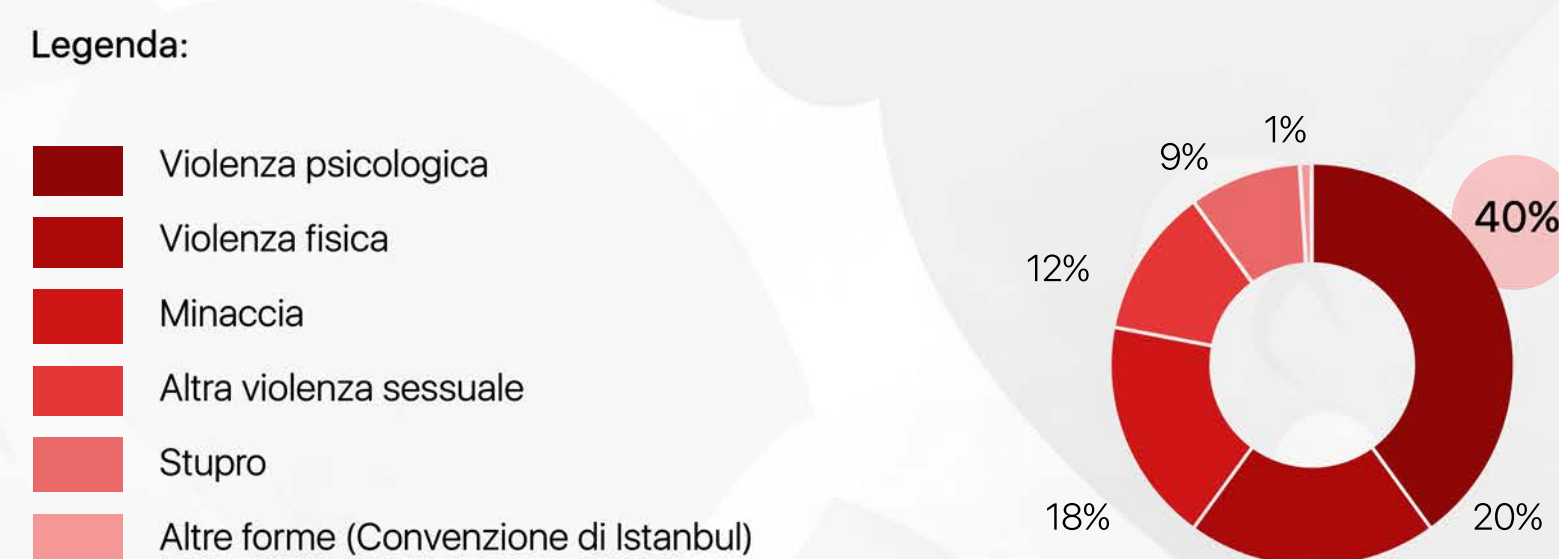 Legenda:
Violenza psicologica
Violenza fisica
Minaccia
Altra violenza sessuale
Stupro
Altre forme (Convenzione di Istanbul)
1%
9%
40%
12%
18%
20%